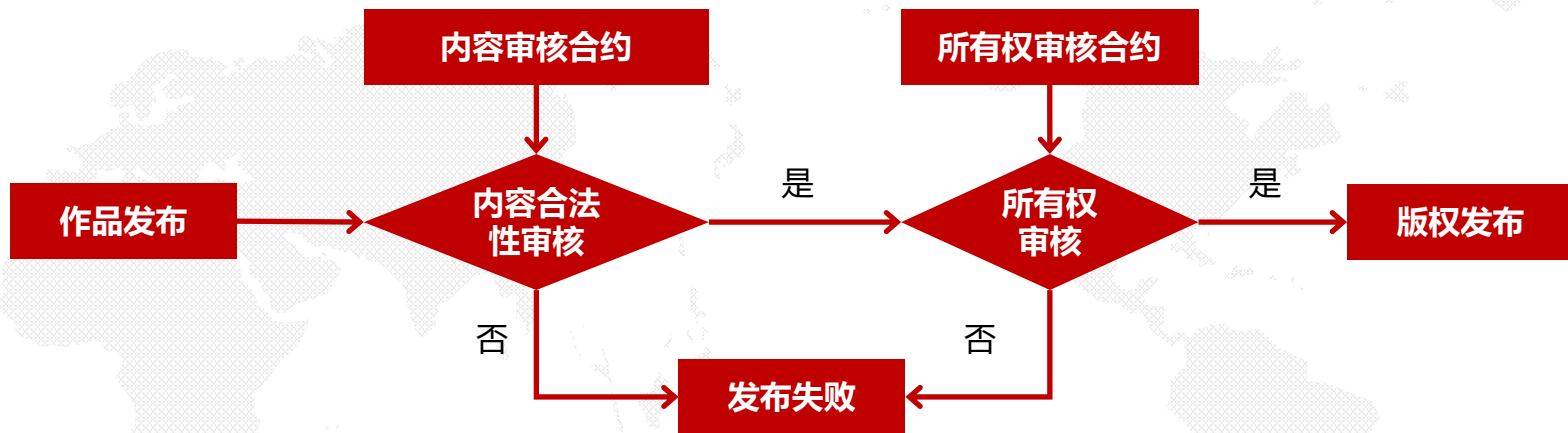 内容审核合约
所有权审核合约
作品发布
内容合法
性审核
是
所有权
审核
是
版权发布
否
否
发布失败